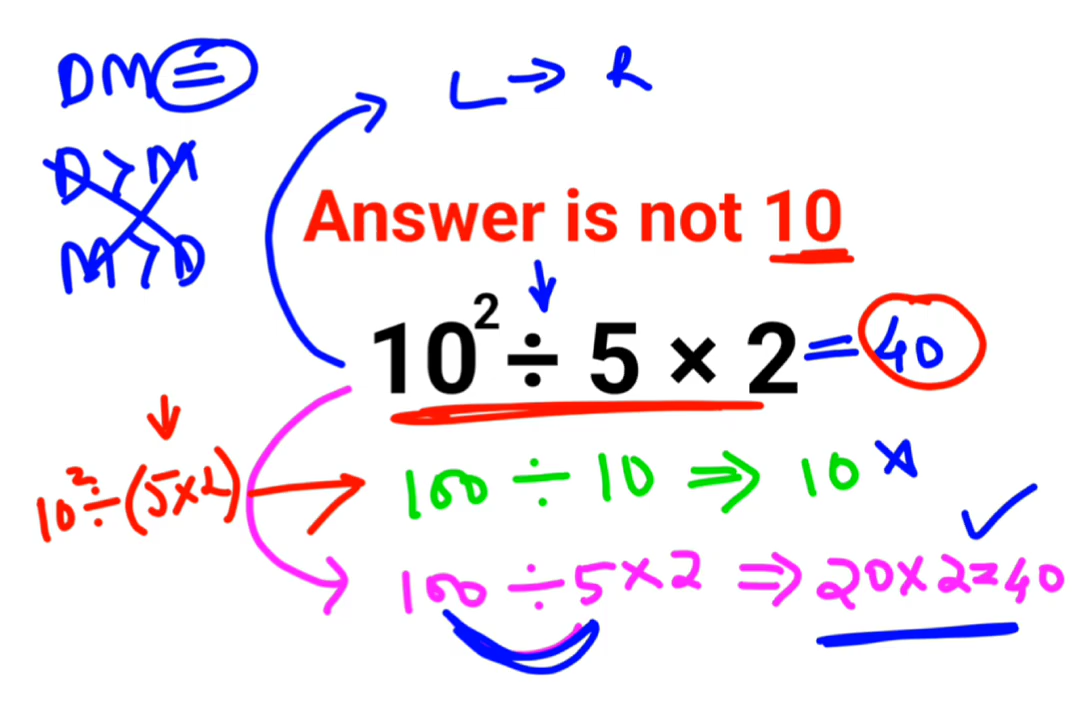 DM=
L → R
D > M
M > D
Answer is not 10
10² ÷ 5 × 2 = 40
10² ÷ (5×2)
100 ÷ 10 ⇒ 10 ×
100 ÷ 5 × 2 ⇒ 20 × 2 = 40